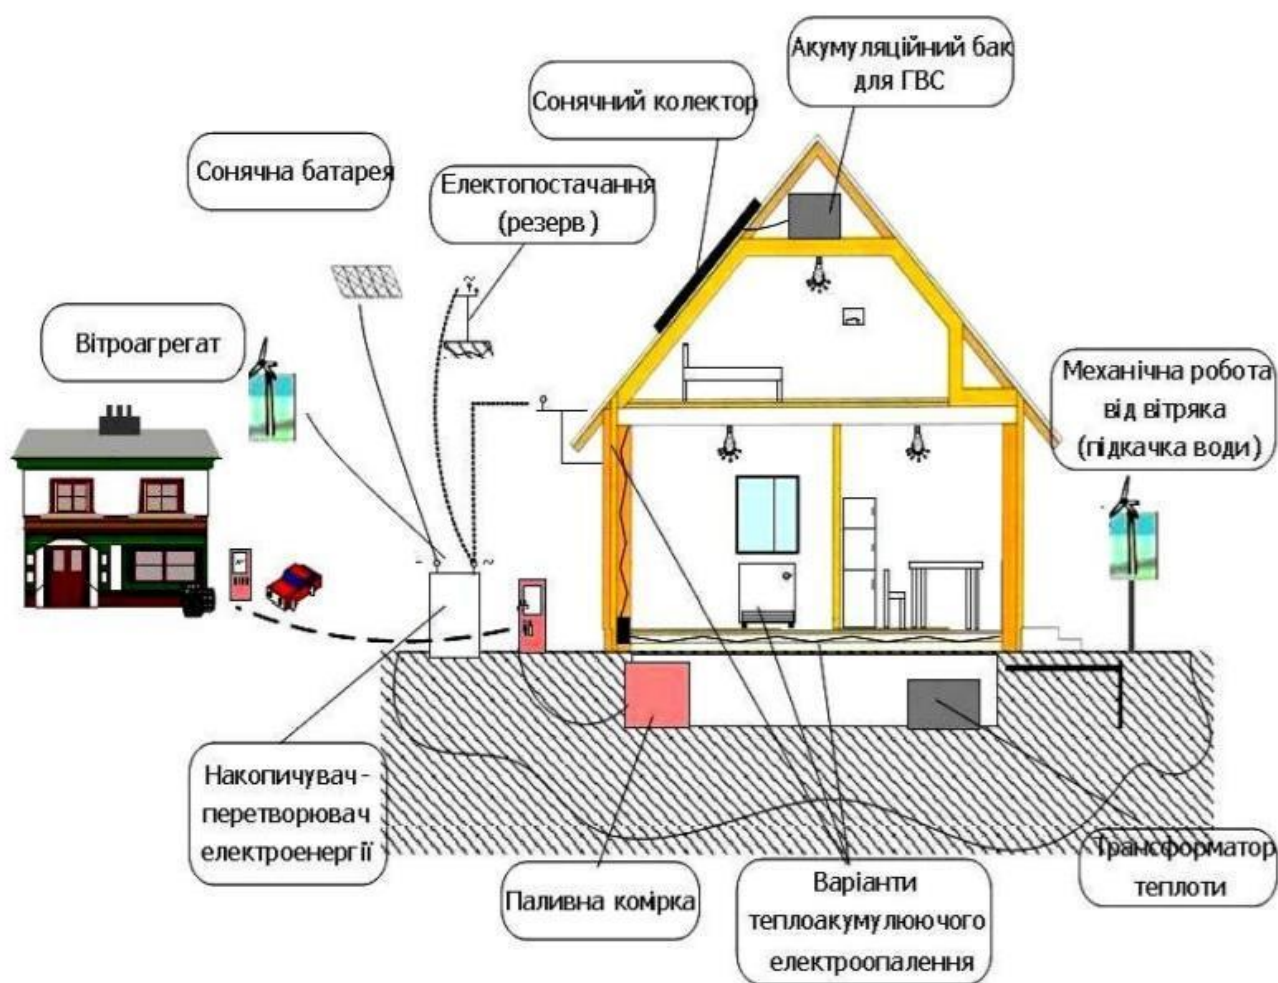 Акумуляційний бак
для ГВС
Сонячний колектор
Сонячна батарея
Електопостачання
(резерв)
Вітроагрегат
Механічна робота
від вітряка
(підкачка води)
Накопичувач-
перетворювач
електроенергії
Паливна комірка
Варіанти
теплоакумулюючого
електроопалення
Трансформатор
теплоти